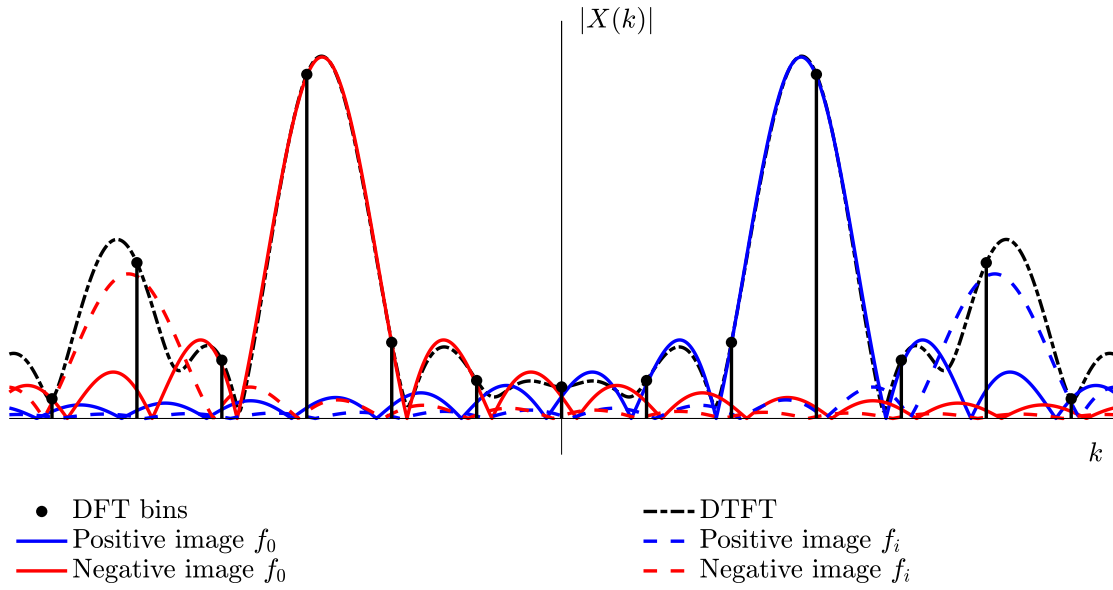 |X(k)|
k
DFT bins
Positive image f₀
Negative image f₀
DTFT
Positive image fᵢ
Negative image fᵢ